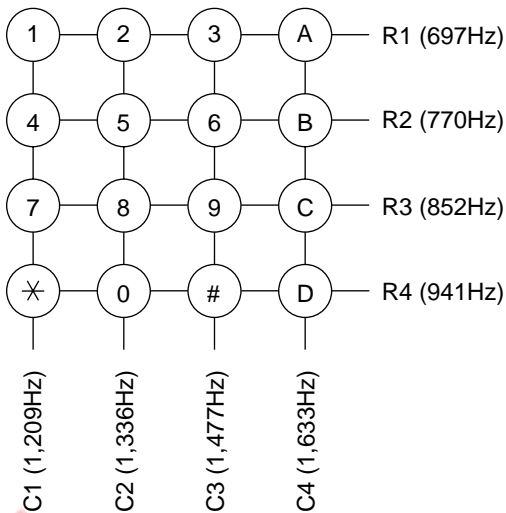 1 2 3 A R1 (697Hz)
4 5 6 B R2 (770Hz)
7 8 9 C R3 (852Hz)
* 0 # D R4 (941Hz)
C1 (1,209Hz)
C2 (1,336Hz)
C3 (1,477Hz)
C4 (1,633Hz)